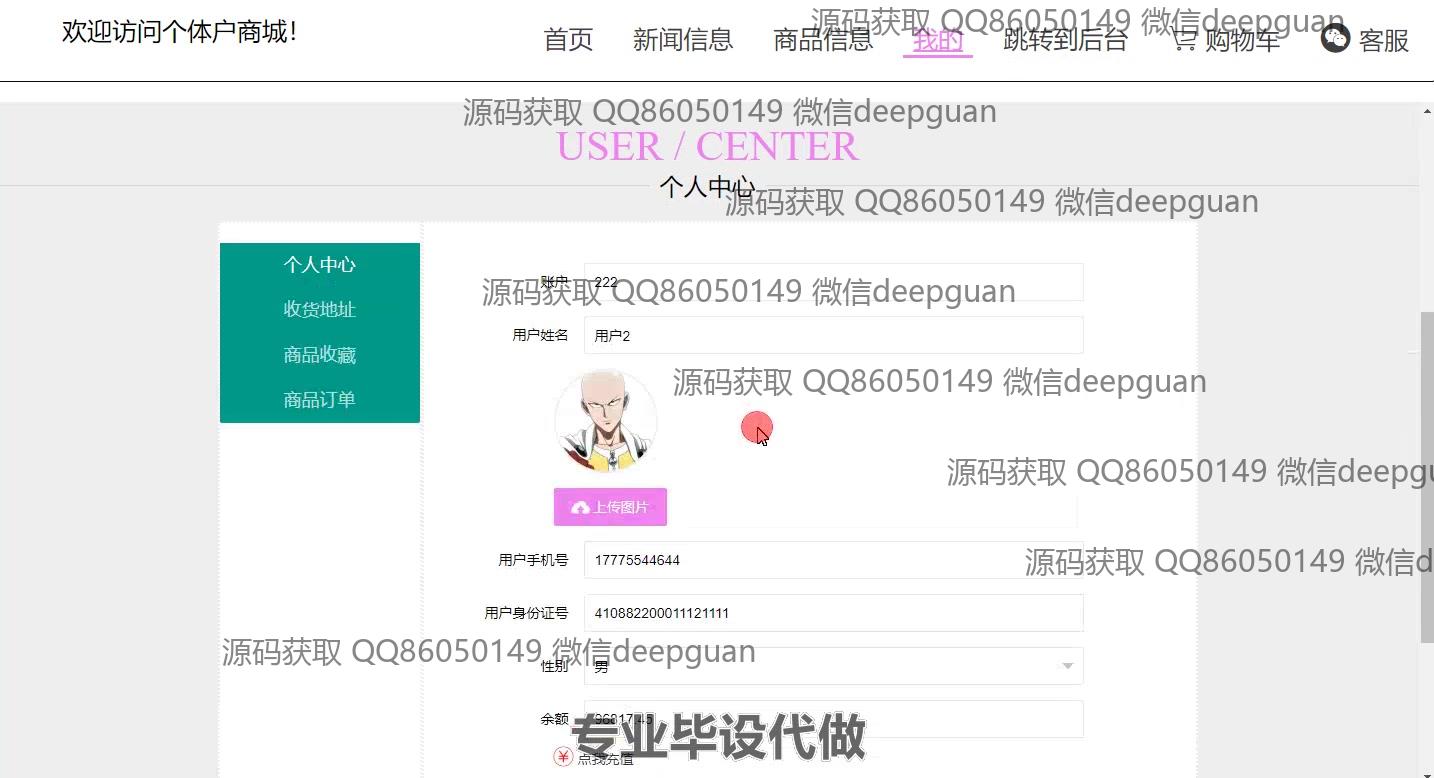 欢迎访问个体户商城！
首页 新闻信息 商品信息 我的 跳转到后台 购物车 客服
源码获取 QQ86050149 微信deepguan
源码获取 QQ86050149 微信deepguan
USER / CENTER
个人中心
源码获取 QQ86050149 微信deepguan
个人中心
收货地址
商品收藏
商品订单
账户 222
源码获取 QQ86050149 微信deepguan
用户姓名 用户2
源码获取 QQ86050149 微信deepguan
源码获取 QQ86050149 微信deepgu
上传图片
用户手机号 17775544644
源码获取 QQ86050149 微信d
用户身份证号 410882200011121111
源码获取 QQ86050149 微信deepguan
性别 男
余额 96817.45
专业毕设代做
点我充值